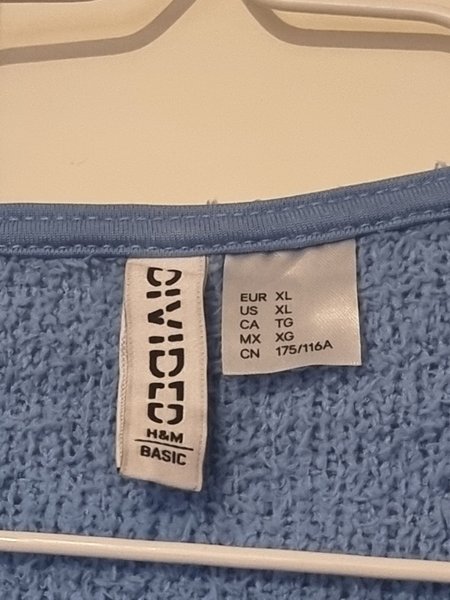 DIVIDED
H&M
BASIC
EUR XL
US XL
CA TG
MX XG
CN 175/116A